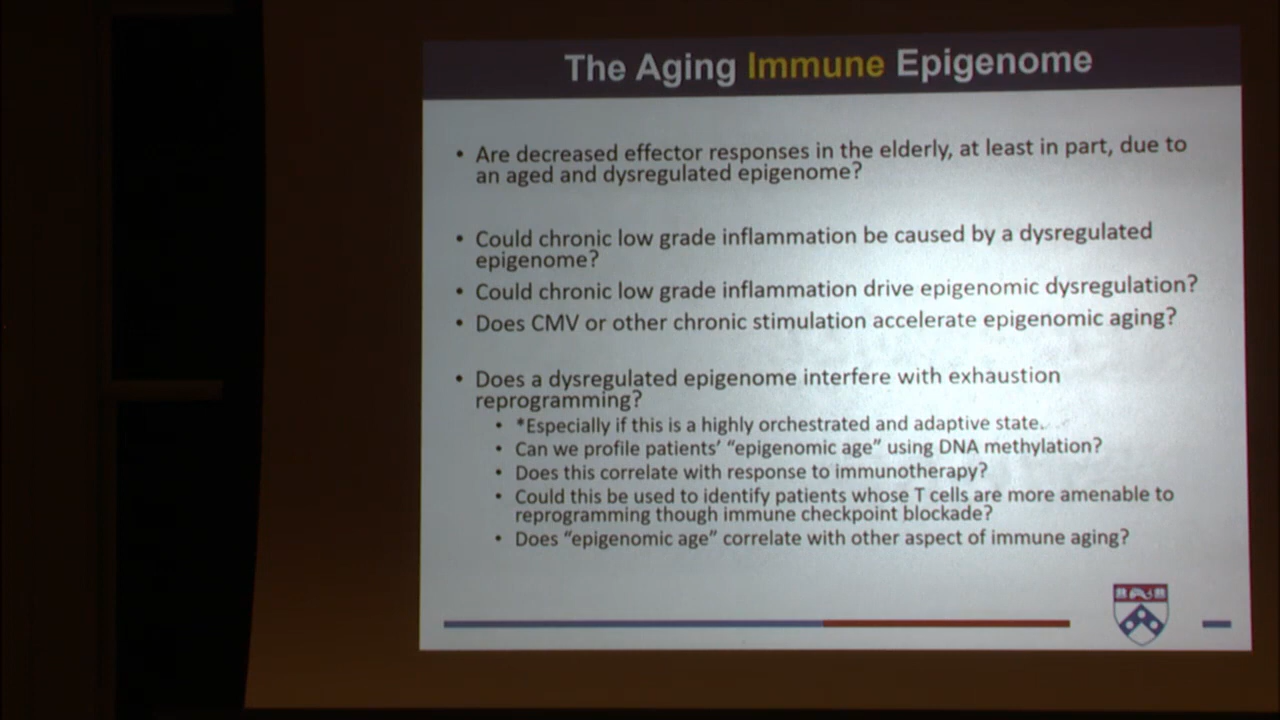 The Aging Immune Epigenome
• Are decreased effector responses in the elderly, at least in part, due to
an aged and dysregulated epigenome?
• Could chronic low grade inflammation be caused by a dysregulated
epigenome?
• Could chronic low grade inflammation drive epigenomic dysregulation?
• Does CMV or other chronic stimulation accelerate epigenomic aging?
• Does a dysregulated epigenome interfere with exhaustion
reprogramming?
• *Especially if this is a highly orchestrated and adaptive state.
• Can we profile patients' "epigenomic age" using DNA methylation?
• Does this correlate with response to immunotherapy?
• Could this be used to identify patients whose T cells are more amenable to
reprogramming though immune checkpoint blockade?
• Does "epigenomic age" correlate with other aspect of immune aging?